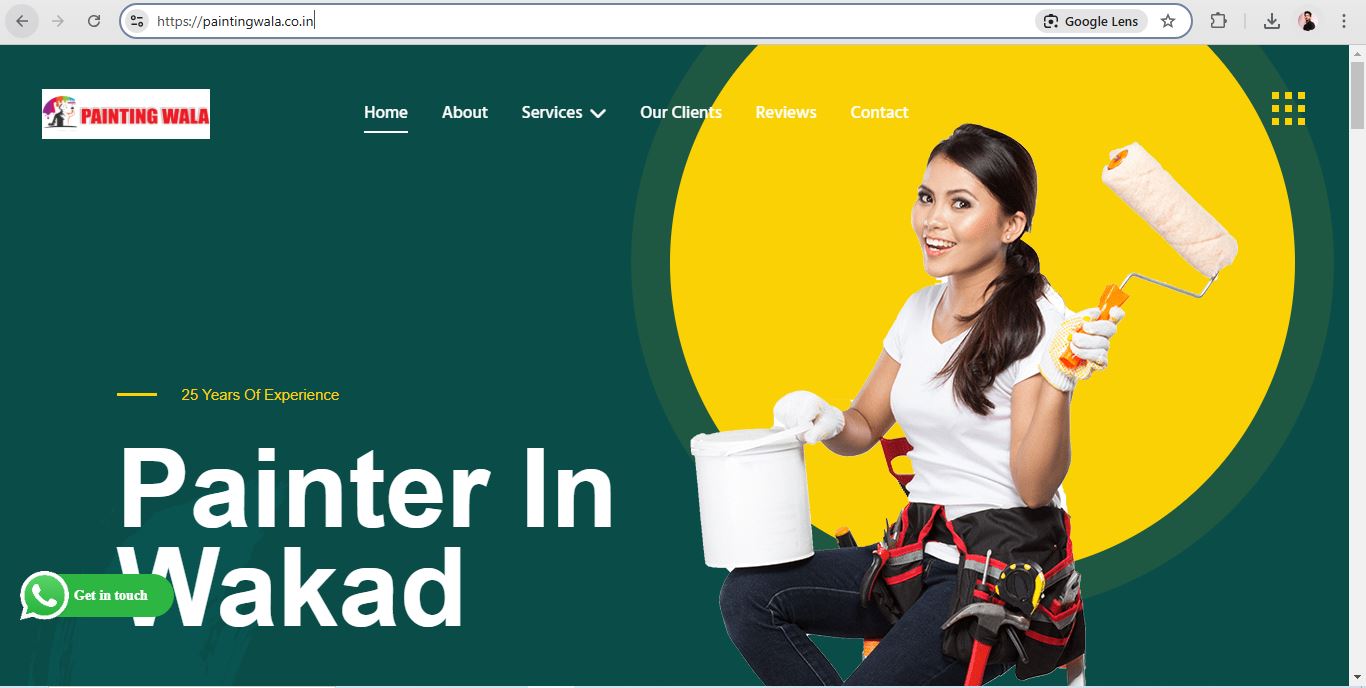 https://paintingwala.co.in
Google Lens
PAINTING WALA
Home About Services Our Clients Reviews Contact
25 Years Of Experience
Painter In
Wakad
Get in touch